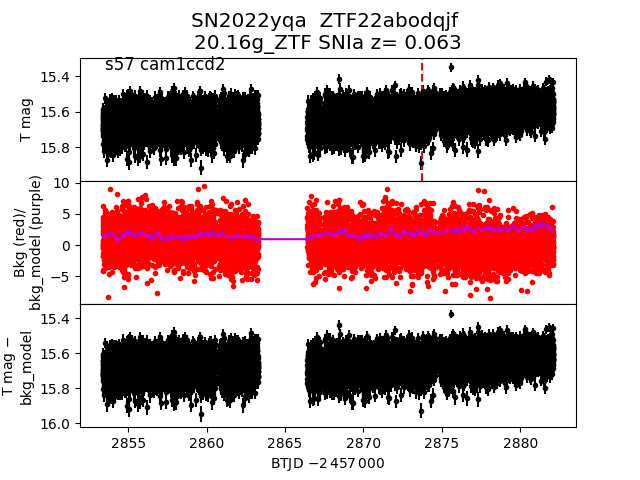 SN2022yqa  ZTF22abodqjf
20.16g_ZTF SNIa z= 0.063
s57 cam1ccd2
15.4
15.6
15.8
T mag
10
5
0
−5
Bkg (red)/
bkg_model (purple)
15.4
15.6
15.8
16.0
T mag −
bkg_model
2855
2860
2865
2870
2875
2880
BTJD −2 457 000